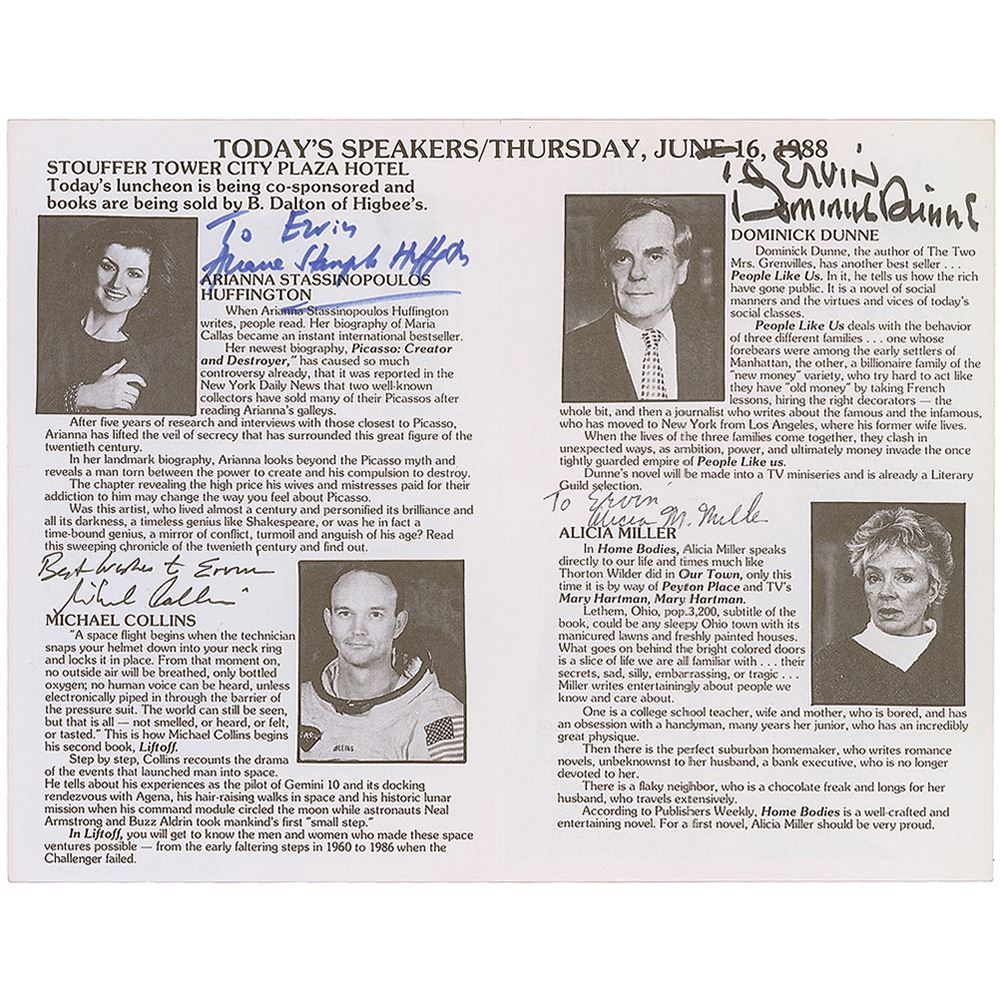 TODAY'S SPEAKERS/THURSDAY, JUNE 16, 1988
STOUFFER TOWER CITY PLAZA HOTEL
Today's luncheon is being co-sponsored and
books are being sold by B. Dalton of Higbee's.
To Ervin
Ariana Stassinopoulos Huffington
ARIANNA STASSINOPOULOS
HUFFINGTON
When Arianna Stassinopoulos Huffington
writes, people read. Her biography of Maria
Callas became an instant international bestseller.
Her newest biography, Picasso: Creator
and Destroyer," has caused so much
controversy already, that it was reported in the
New York Daily News that two well-known
collectors have sold many of their Picassos after
reading Arianna's galleys.
After five years of research and interviews with those closest to Picasso,
Arianna has lifted the veil of secrecy that has surrounded this great figure of the
twentieth century.
In her landmark biography, Arianna looks beyond the Picasso myth and
reveals a man torn between the power to create and his compulsion to destroy.
The chapter revealing the high price his wives and mistresses paid for their
addiction to him may change the way you feel about Picasso.
Was this artist, who lived almost a century and personified its brilliance and
all its darkness, a timeless genius like Shakespeare, or was he in fact a
time-bound genius, a mirror of conflict, turmoil and anguish of his age? Read
this sweeping chronicle of the twentieth century and find out.
Best Wishes to Ervin
Michael Collins
MICHAEL COLLINS
"A space flight begins when the technician
snaps your helmet down into your neck ring
and locks it in place. From that moment on,
no outside air will be breathed, only bottled
oxygen; no human voice can be heard, unless
electronically piped in through the barrier of
the pressure suit. The world can still be seen,
but that is all — not smelled, or heard, or felt,
or tasted." This is how Michael Collins begins
his second book, Liftoff.
Step by step, Collins recounts the drama
of the events that launched man into space.
He tells about his experiences as the pilot of Gemini 10 and its docking
rendezvous with Agena, his hair-raising walks in space and his historic lunar
mission when his command module circled the moon while astronauts Neal
Armstrong and Buzz Aldrin took mankind's first "small step."
In Liftoff, you will get to know the men and women who made these space
ventures possible — from the early faltering steps in 1960 to 1986 when the
Challenger failed.
COLLINS
To Ervin
Dominick Dunne
DOMINICK DUNNE
Dominick Dunne, the author of The Two
Mrs. Grenvilles, has another best seller . . .
People Like Us. In it, he tells us how the rich
have gone public. It is a novel of social
manners and the virtues and vices of today's
social classes.
People Like Us deals with the behavior
of three different families . . . one whose
forebears were among the early settlers of
Manhattan, the other, a billionaire family of the
"new money" variety, who try hard to act like
they have "old money" by taking French
lessons, hiring the right decorators — the
whole bit, and then a journalist who writes about the famous and the infamous,
who has moved to New York from Los Angeles, where his former wife lives.
When the lives of the three families come together, they clash in
unexpected ways, as ambition, power, and ultimately money invade the once
tightly guarded empire of People Like us.
Dunne's novel will be made into a TV miniseries and is already a Literary
Guild selection.
To Ervin
Alicia M. Miller
ALICIA MILLER
In Home Bodies, Alicia Miller speaks
directly to our life and times much like
Thorton Wilder did in Our Town, only this
time it is by way of Peyton Place and TV's
Mary Hartman, Mary Hartman.
Lethem, Ohio, pop.3,200, subtitle of the
book, could be any sleepy Ohio town with its
manicured lawns and freshly painted houses.
What goes on behind the bright colored doors
is a slice of life we are all familiar with . . . their
secrets, sad, silly, embarrassing, or tragic . . .
Miller writes entertainingly about people we
know and care about.
One is a college school teacher, wife and mother, who is bored, and has
an obsession with a handyman, many years her junior, who has an incredibly
great physique.
Then there is the perfect suburban homemaker, who writes romance
novels, unbeknownst to her husband, a bank executive, who is no longer
devoted to her.
There is a flaky neighbor, who is a chocolate freak and longs for her
husband, who travels extensively.
According to Publishers Weekly, Home Bodies is a well-crafted and
entertaining novel. For a first novel, Alicia Miller should be very proud.